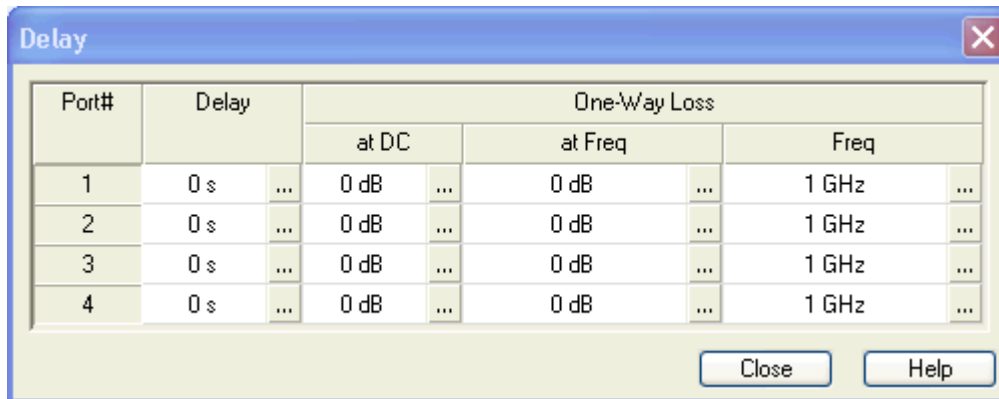 Delay
Port# Delay One-Way Loss
at DC at Freq Freq
1 0 s ... 0 dB ... 0 dB ... 1 GHz ...
2 0 s ... 0 dB ... 0 dB ... 1 GHz ...
3 0 s ... 0 dB ... 0 dB ... 1 GHz ...
4 0 s ... 0 dB ... 0 dB ... 1 GHz ...
Close Help